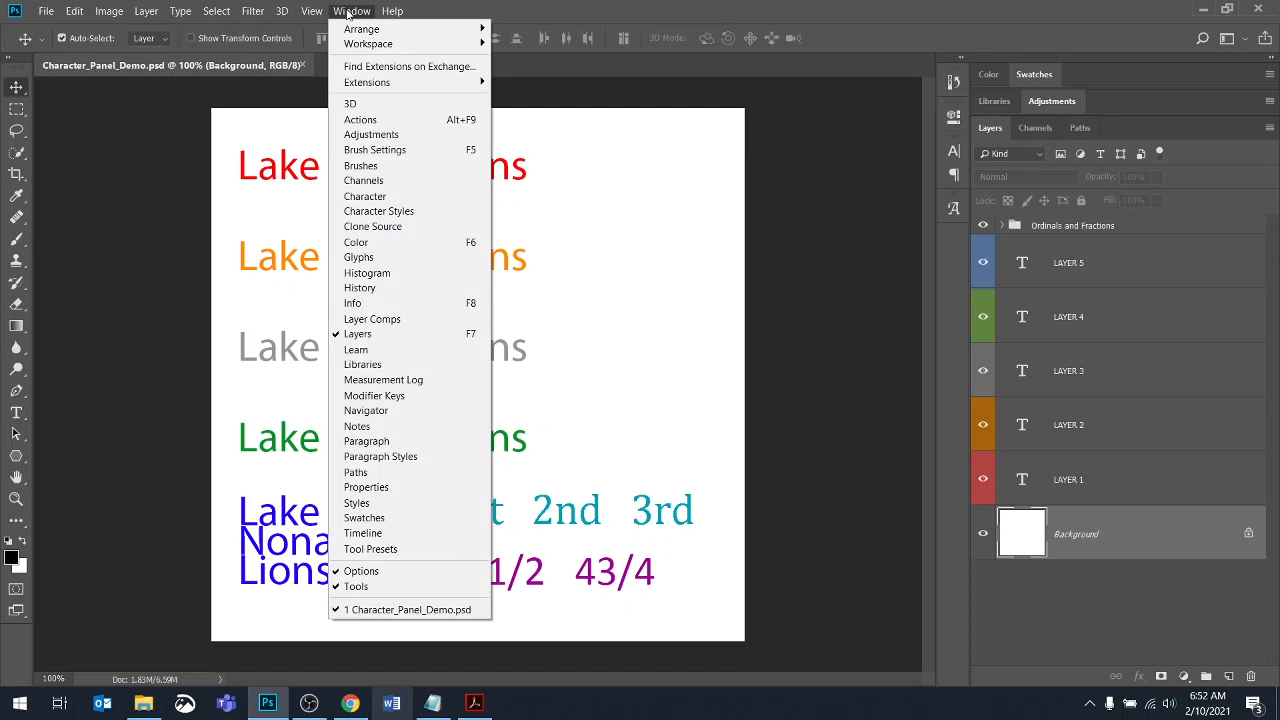 Ps File Edit Image Layer Type Select Filter 3D View Window Help
Auto-Select: Layer Show Transform Controls 3D Mode:
Character_Panel_Demo.psd @ 100% (Background, RGB/8)
Arrange
Workspace
Find Extensions on Exchange...
Extensions
3D
Actions Alt+F9
Adjustments
Brush Settings F5
Brushes
Channels
Character
Character Styles
Clone Source
Color F6
Glyphs
Histogram
History
Info F8
Layer Comps
Layers F7
Learn
Libraries
Measurement Log
Modifier Keys
Navigator
Notes
Paragraph
Paragraph Styles
Paths
Properties
Styles
Swatches
Timeline
Tool Presets
Options
Tools
1 Character_Panel_Demo.psd
Lake ns
Lake ns
Lake ns
Lake ns
Lake
Nona
Lions
t 2nd 3rd
1/2 43/4
Color Swatches
Libraries Adjustments
Layers Channels Paths
Kind
Normal Opacity: 100%
Lock: Fill: 100%
Ordinals and Fractions
LAYER 5
LAYER 4
LAYER 3
LAYER 2
LAYER 1
Background
100% Doc: 1.83M/6.59M
6:52 AM
2/10/2021